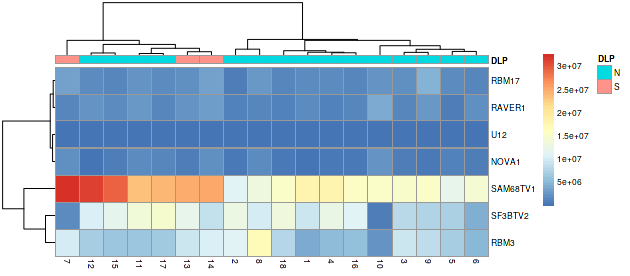 DLP
RBM17
RAVER1
U12
NOVA1
SAM68TV1
SF3BTV2
RBM3
7 12 15 11 17 13 14 2 8 18 1 4 16 10 3 9 5 6
3e+07
2.5e+07
2e+07
1.5e+07
1e+07
5e+06
DLP
N
S